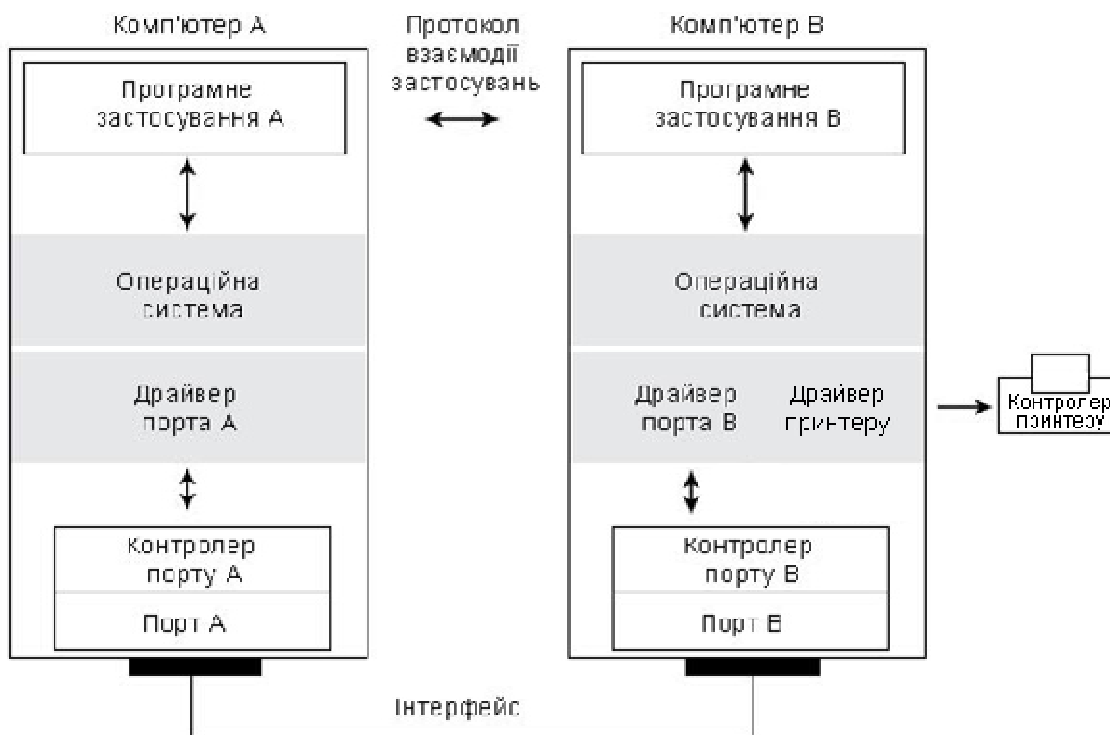 Комп'ютер А
Протокол
взаємодії
застосувань
Комп'ютер В
Програмне
застосування А
Програмне
застосування В
Операційна
система
Операційна
система
Драйвер
порта А
Драйвер
порта В
Драйвер
принтеру
Контролер
принтеру
Контролер
порту А
Порт А
Контролер
порту В
Порт В
Інтерфейс